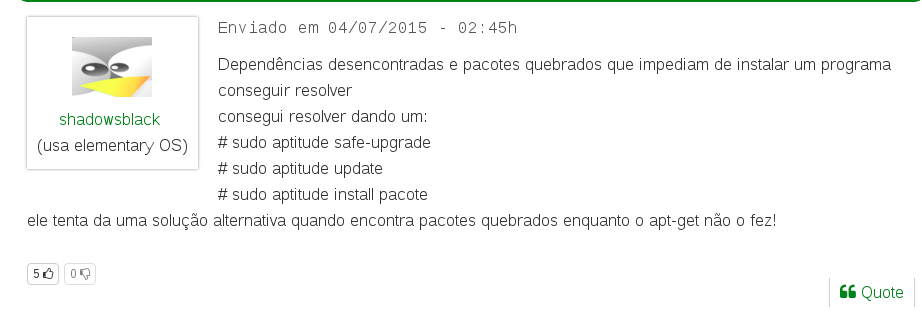 Enviado em 04/07/2015 - 02:45h
shadowsblack
(usa elementary OS)
Dependências desencontradas e pacotes quebrados que impediam de instalar um programa
conseguir resolver
consegui resolver dando um:
# sudo aptitude safe-upgrade
# sudo aptitude update
# sudo aptitude install pacote
ele tenta da uma solução alternativa quando encontra pacotes quebrados enquanto o apt-get não o fez!
5 0
Quote